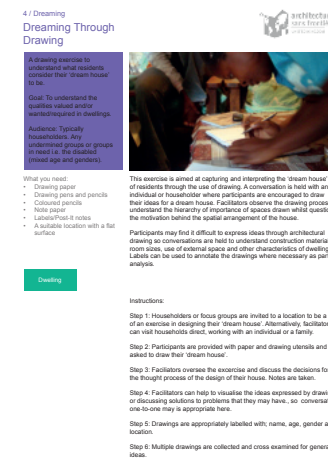 4 / Dreaming
Dreaming Through
Drawing
architectur
sans frontiè
A drawing exercise to
understand what residents
consider their 'dream house'
to be.
Goal: To understand the
qualities valued and/or
wanted/required in dwellings.
Audience: Typically
householders. Any
undermined groups or groups
in need i.e. the disabled
(mixed age and genders).
What you need:
• Drawing paper
• Drawing pens and pencils
• Coloured pencils
• Note paper
• Labels/Post-It notes
• A suitable location with a flat
surface
Dwelling
This exercise is aimed at capturing and interpreting the 'dream house'
of residents through the use of drawing. A conversation is held with an
individual or householder where participants are encouraged to draw
their ideas for a dream house. Facilitators observe the drawing proces
understand the hierarchy of importance of spaces drawn whilst question
the motivation behind the spatial arrangement of the house.
Participants may find it difficult to express ideas through architectural
drawing so conversations are held to understand construction material
room sizes, use of external space and other characteristics of dwelling
Labels can be used to annotate the drawings where necessary as part
analysis.
Instructions:
Step 1: Householders or focus groups are invited to a location to be a
of an exercise in designing their 'dream house'. Alternatively, facilitator
can visit households direct, working with an individual or a family.
Step 2: Participants are provided with paper and drawing utensils and
asked to draw their 'dream house'.
Step 3: Faciliators oversee the excercise and discuss the decisions fo
the thought process of the design of their house. Notes are taken.
Step 4: Facilitators can help to visualise the ideas expressed by drawi
or discussing solutions to problems that they may have., so conversat
one-to-one may is appropriate here.
Step 5: Drawings are appropriately labelled with; name, age, gender a
location.
Step 6: Multiple drawings are collected and cross examined for genera
ideas.